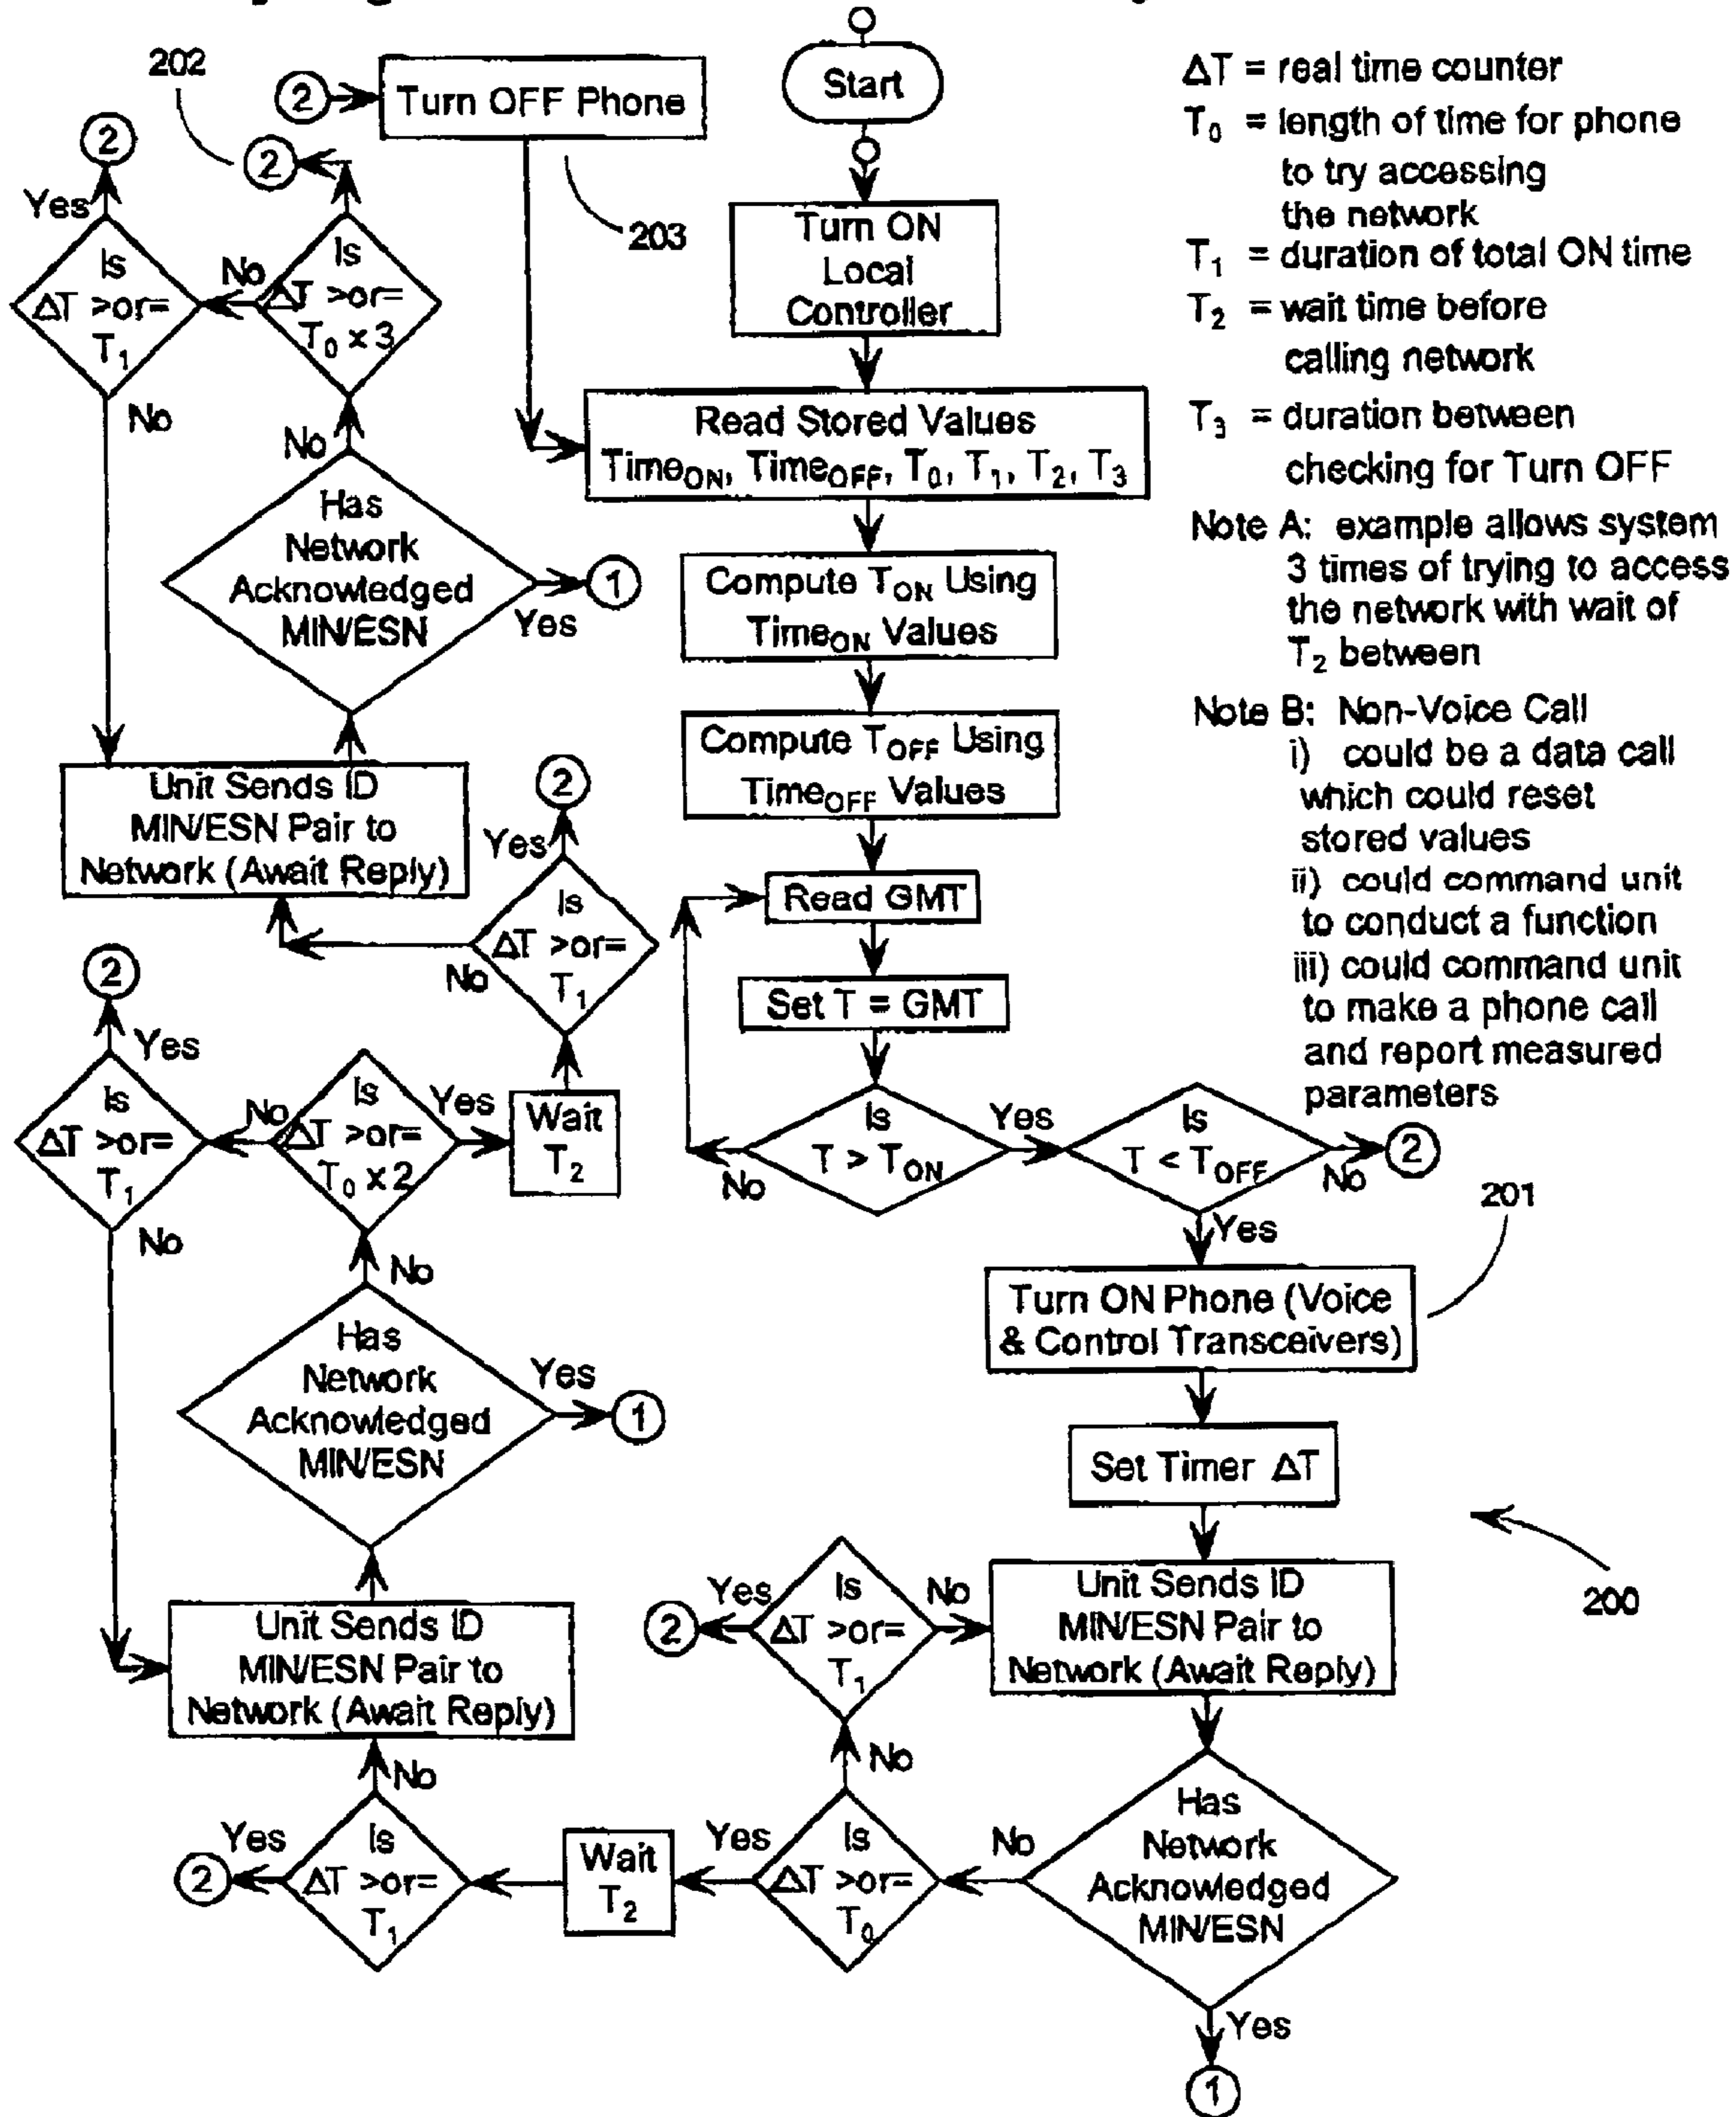 202
2
Turn OFF Phone
203
2
2
Yes
Is
ΔT >or=
T₁
No
No
Is
ΔT >or=
T₀ x 3
No
Has
Network
Acknowledged
MIN/ESN
Yes
1
Unit Sends ID
MIN/ESN Pair to
Network (Await Reply)
2
Yes
Is
ΔT >or=
T₁
No
2
Yes
Is
ΔT >or=
T₁
No
No
Is
ΔT >or=
T₀ x 2
Yes
Wait
T₂
No
Has
Network
Acknowledged
MIN/ESN
Yes
1
Unit Sends ID
MIN/ESN Pair to
Network (Await Reply)
No
Yes
2
Is
ΔT >or=
T₁
Wait
T₂
Start
Turn ON
Local
Controller
Read Stored Values
Time_ON, Time_OFF, T₀, T₁, T₂, T₃
Compute T_ON Using
Time_ON Values
Compute T_OFF Using
Time_OFF Values
Read GMT
Set T = GMT
Is
T > T_ON
No
Yes
Is
T < T_OFF
No
2
Yes
201
Turn ON Phone (Voice
& Control Transceivers)
Set Timer ΔT
200
Unit Sends ID
MIN/ESN Pair to
Network (Await Reply)
Has
Network
Acknowledged
MIN/ESN
Yes
1
No
Is
ΔT >or=
T₀
Yes
No
Is
ΔT >or=
T₁
No
Yes
2
ΔT = real time counter
T₀ = length of time for phone
to try accessing
the network
T₁ = duration of total ON time
T₂ = wait time before
calling network
T₃ = duration between
checking for Turn OFF
Note A: example allows system
3 times of trying to access
the network with wait of
T₂ between
Note B: Non-Voice Call
i) could be a data call
which could reset
stored values
ii) could command unit
to conduct a function
iii) could command unit
to make a phone call
and report measured
parameters